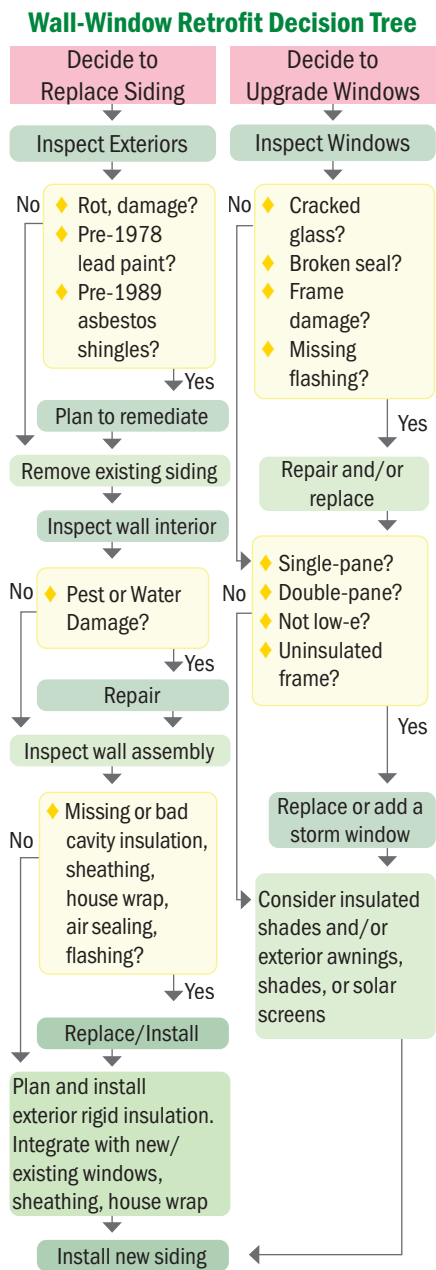 Wall-Window Retrofit Decision Tree
Decide to
Replace Siding
Inspect Exteriors
No
Rot, damage?
Pre-1978
lead paint?
Pre-1989
asbestos
shingles?
Yes
Plan to remediate
Remove existing siding
Inspect wall interior
No
Pest or Water
Damage?
Yes
Repair
Inspect wall assembly
No
Missing or bad
cavity insulation,
sheathing,
house wrap,
air sealing,
flashing?
Yes
Replace/Install
Plan and install
exterior rigid insulation.
Integrate with new/
existing windows,
sheathing, house wrap
Install new siding
Decide to
Upgrade Windows
Inspect Windows
No
Cracked
glass?
Broken seal?
Frame
damage?
Missing
flashing?
Yes
Repair and/or
replace
No
Single-pane?
Double-pane?
Not low-e?
Uninsulated
frame?
Yes
Replace or add a
storm window
Consider insulated
shades and/or
exterior awnings,
shades, or solar
screens